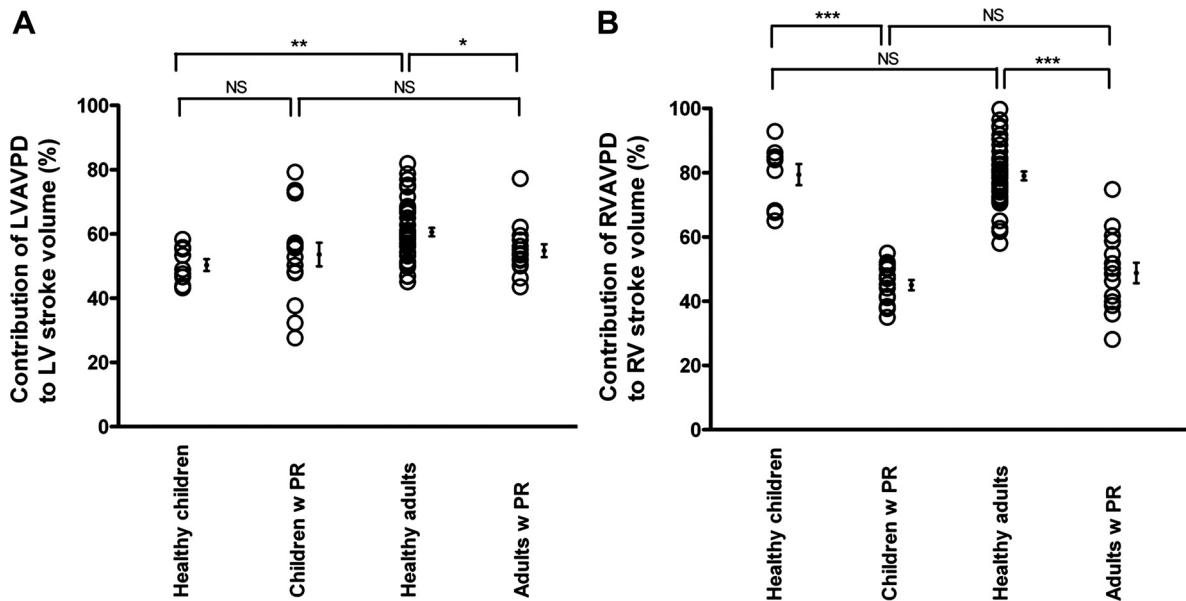 A
**
*
NS
NS
Contribution of LVAVPD
to LV stroke volume (%)
100
80
60
40
20
0
Healthy children
Children w PR
Healthy adults
Adults w PR
B
***
NS
NS
***
Contribution of RVAVPD
to RV stroke volume (%)
100
80
60
40
20
0
Healthy children
Children w PR
Healthy adults
Adults w PR